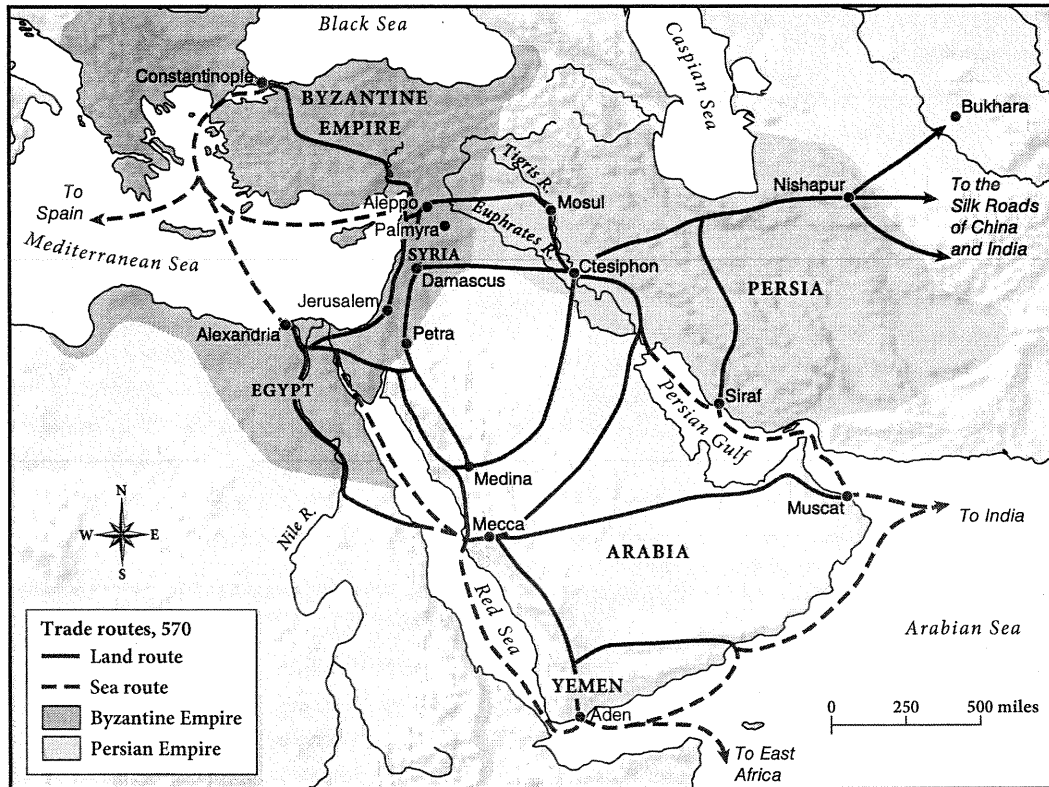 Black Sea
Caspian Sea
Constantinople
BYZANTINE
EMPIRE
Bukhara
Tigris R.
Nishapur
To
Spain
Aleppo
Mosul
To the
Silk Roads
of China
and India
Palmyra
Euphrates R.
Mediterranean Sea
SYRIA
Damascus
Ctesiphon
PERSIA
Jerusalem
Alexandria
Petra
EGYPT
Siraf
Persian Gulf
Medina
Muscat
To India
N
W E
S
Nile R.
Mecca
ARABIA
Red Sea
Arabian Sea
Trade routes, 570
Land route
Sea route
Byzantine Empire
Persian Empire
YEMEN
Aden
0 250 500 miles
To East
Africa